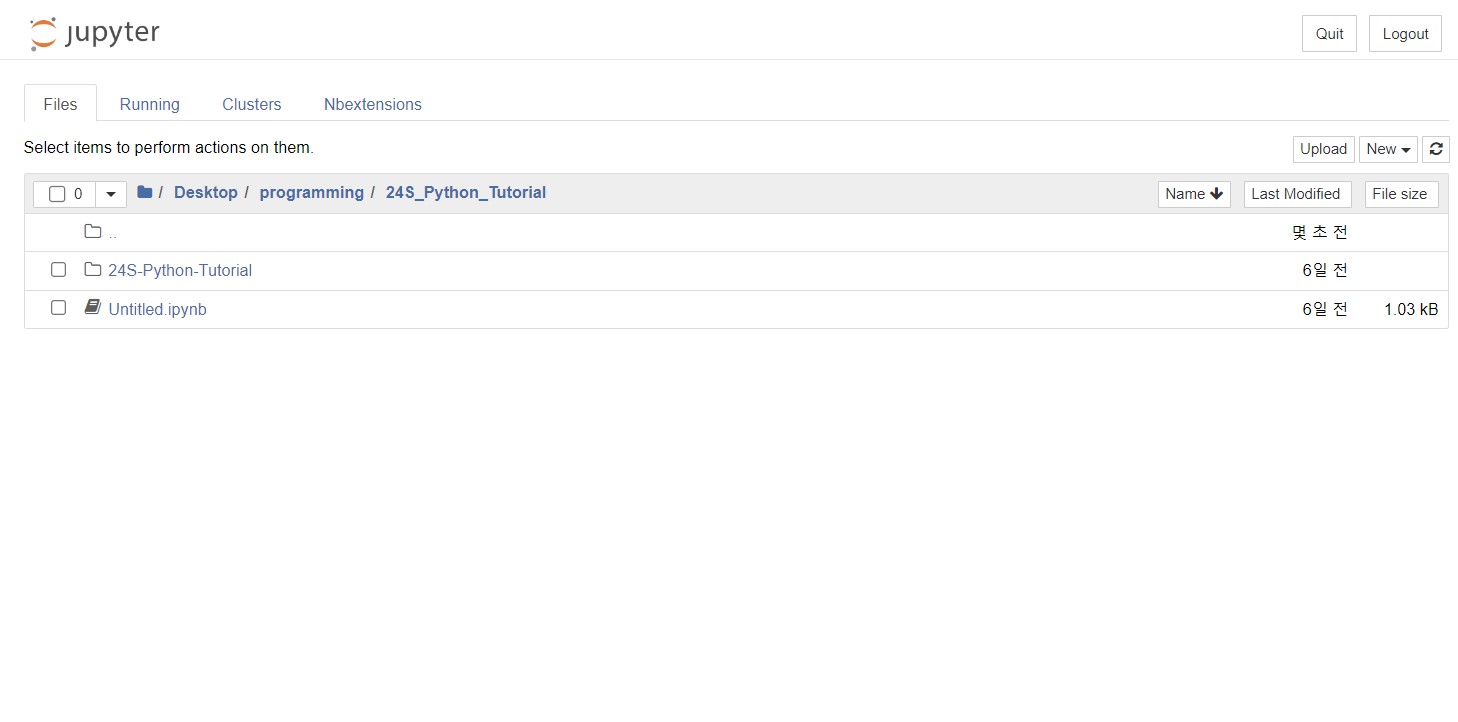 jupyter Quit Logout
Files Running Clusters Nbextensions
Select items to perform actions on them. Upload New
0 / Desktop / programming / 24S_Python_Tutorial Name Last Modified File size
.. 몇 초 전
24S-Python-Tutorial 6일 전
Untitled.ipynb 6일 전 1.03 kB